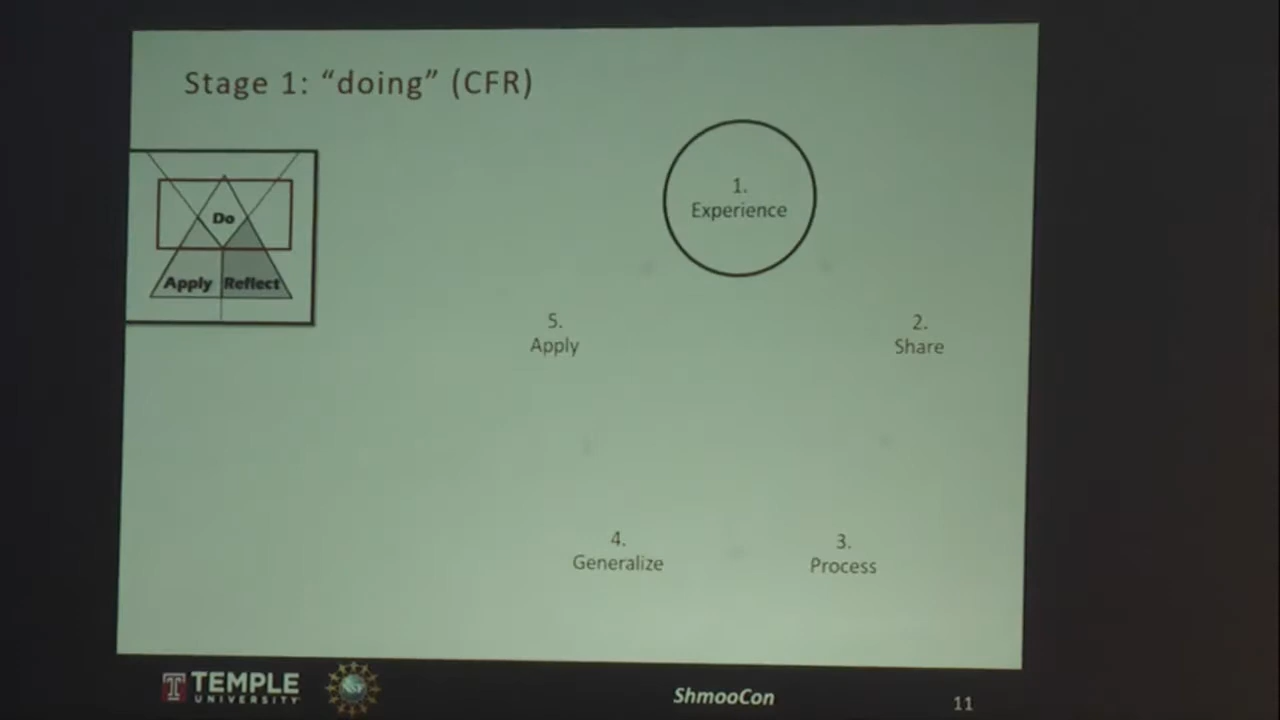 Stage 1: “doing” (CFR)
Do
Apply Reflect
1.
Experience
5.
Apply
2.
Share
4.
Generalize
3.
Process
TEMPLE
UNIVERSITY
NSF
ShmooCon
11